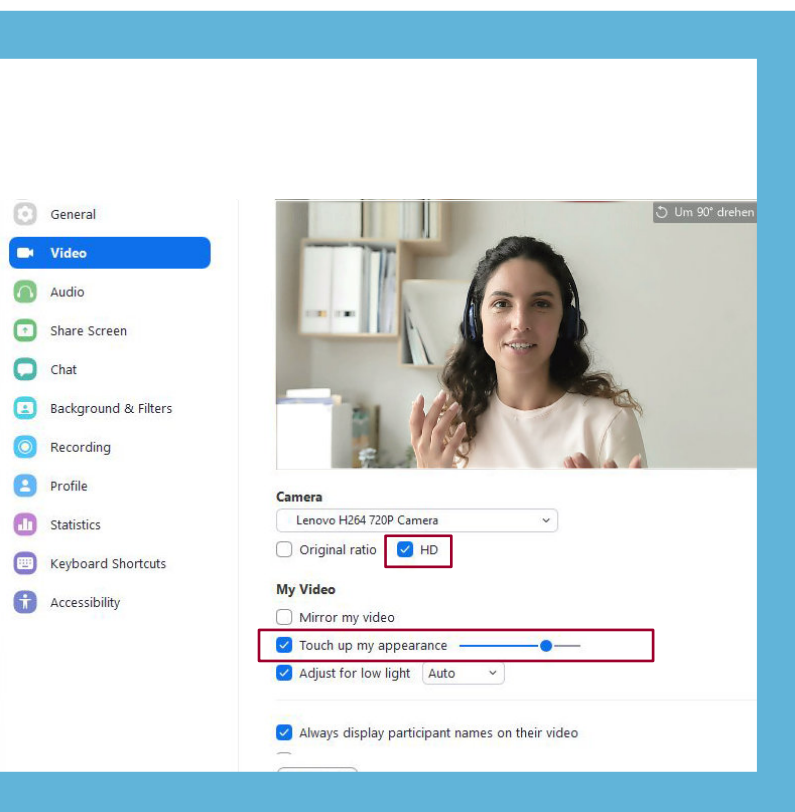 General
Video
Audio
Share Screen
Chat
Background & Filters
Recording
Profile
Statistics
Keyboard Shortcuts
Accessibility
Um 90° drehen
Camera
Lenovo H264 720P Camera
Original ratio HD
My Video
Mirror my video
Touch up my appearance
Adjust for low light Auto
Always display participant names on their video